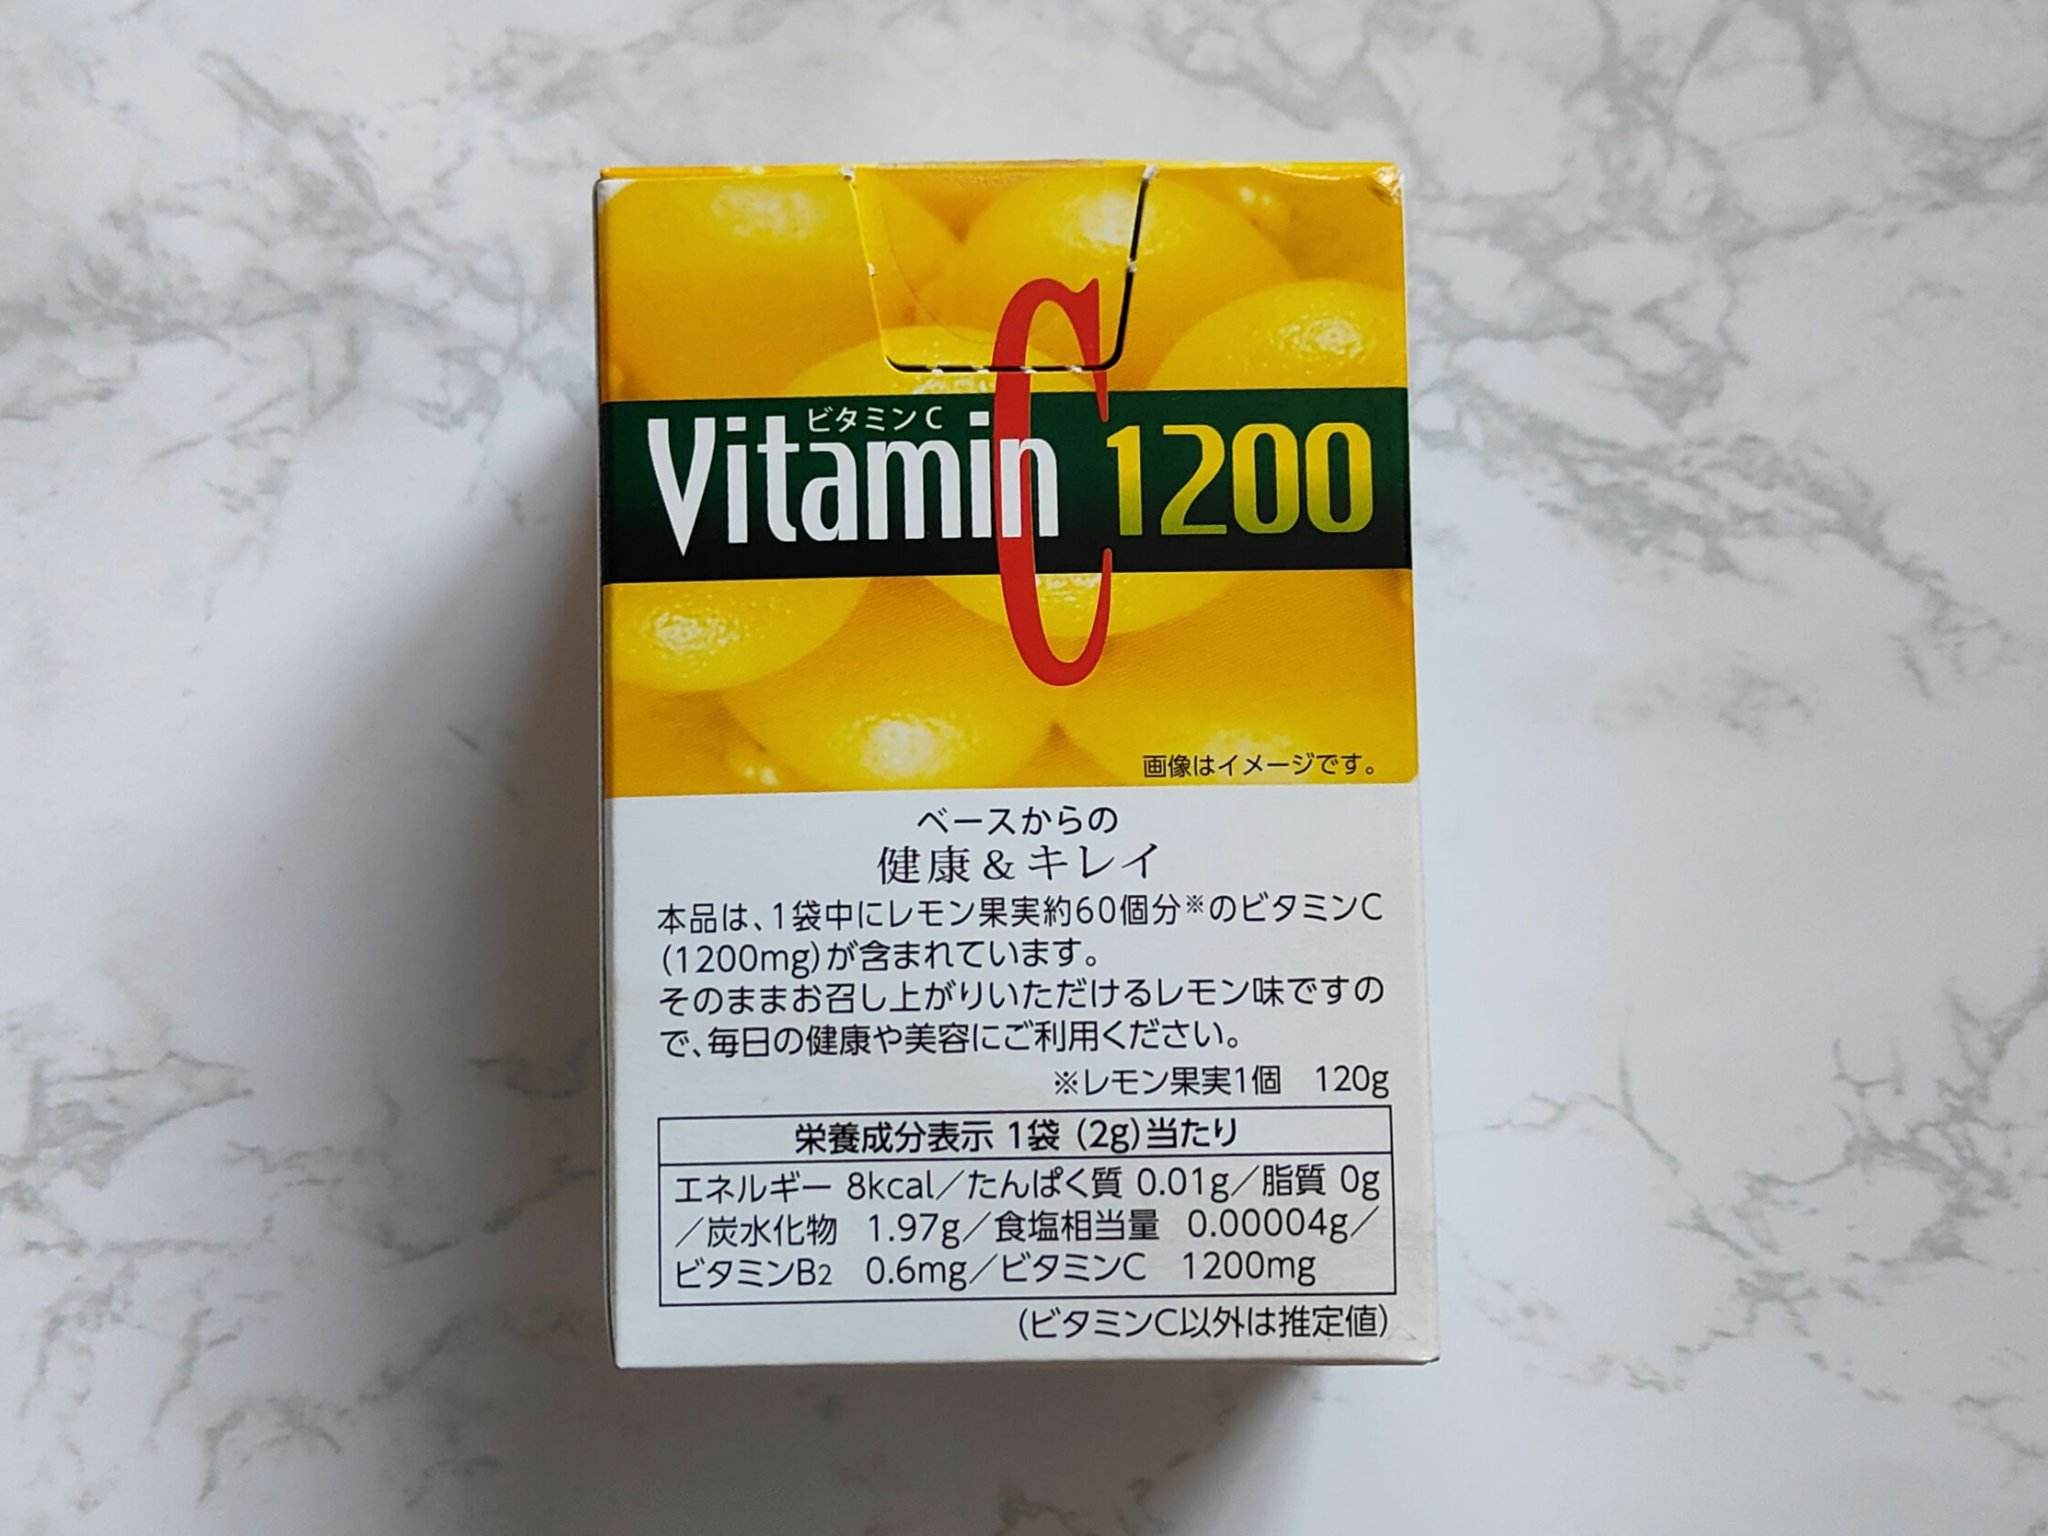 ビタミンC
Vitamin C 1200
画像はイメージです。
ベースからの
健康&キレイ
本品は、1袋中にレモン果実約60個分※のビタミンC
(1200mg)が含まれています。
そのままお召し上がりいただけるレモン味ですの
で、毎日の健康や美容にご利用ください。
※レモン果実1個 120g
栄養成分表示 1袋 (2g)当たり
エネルギー 8kcal/たんぱく質 0.01g/脂質 0g
/炭水化物 1.97g/食塩相当量 0.00004g/
ビタミンB2 0.6mg/ビタミンC 1200mg
(ビタミンC以外は推定値)